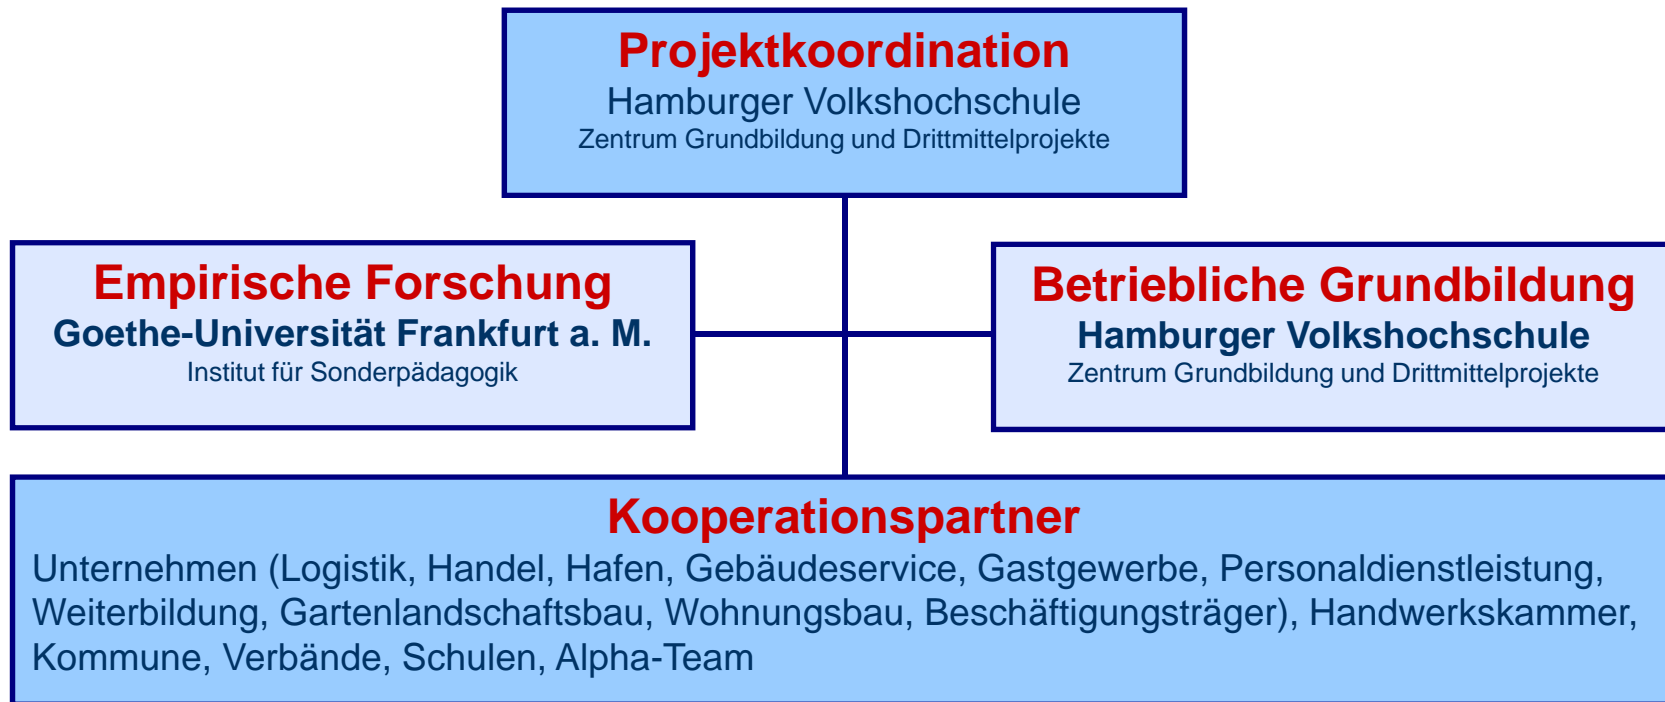 Projektkoordination
Hamburger Volkshochschule
Zentrum Grundbildung und Drittmittelprojekte
Empirische Forschung
Goethe-Universität Frankfurt a. M.
Institut für Sonderpädagogik
Betriebliche Grundbildung
Hamburger Volkshochschule
Zentrum Grundbildung und Drittmittelprojekte
Kooperationspartner
Unternehmen (Logistik, Handel, Hafen, Gebäudeservice, Gastgewerbe, Personaldienstleistung,
Weiterbildung, Gartenlandschaftsbau, Wohnungsbau, Beschäftigungsträger), Handwerkskammer,
Kommune, Verbände, Schulen, Alpha-Team